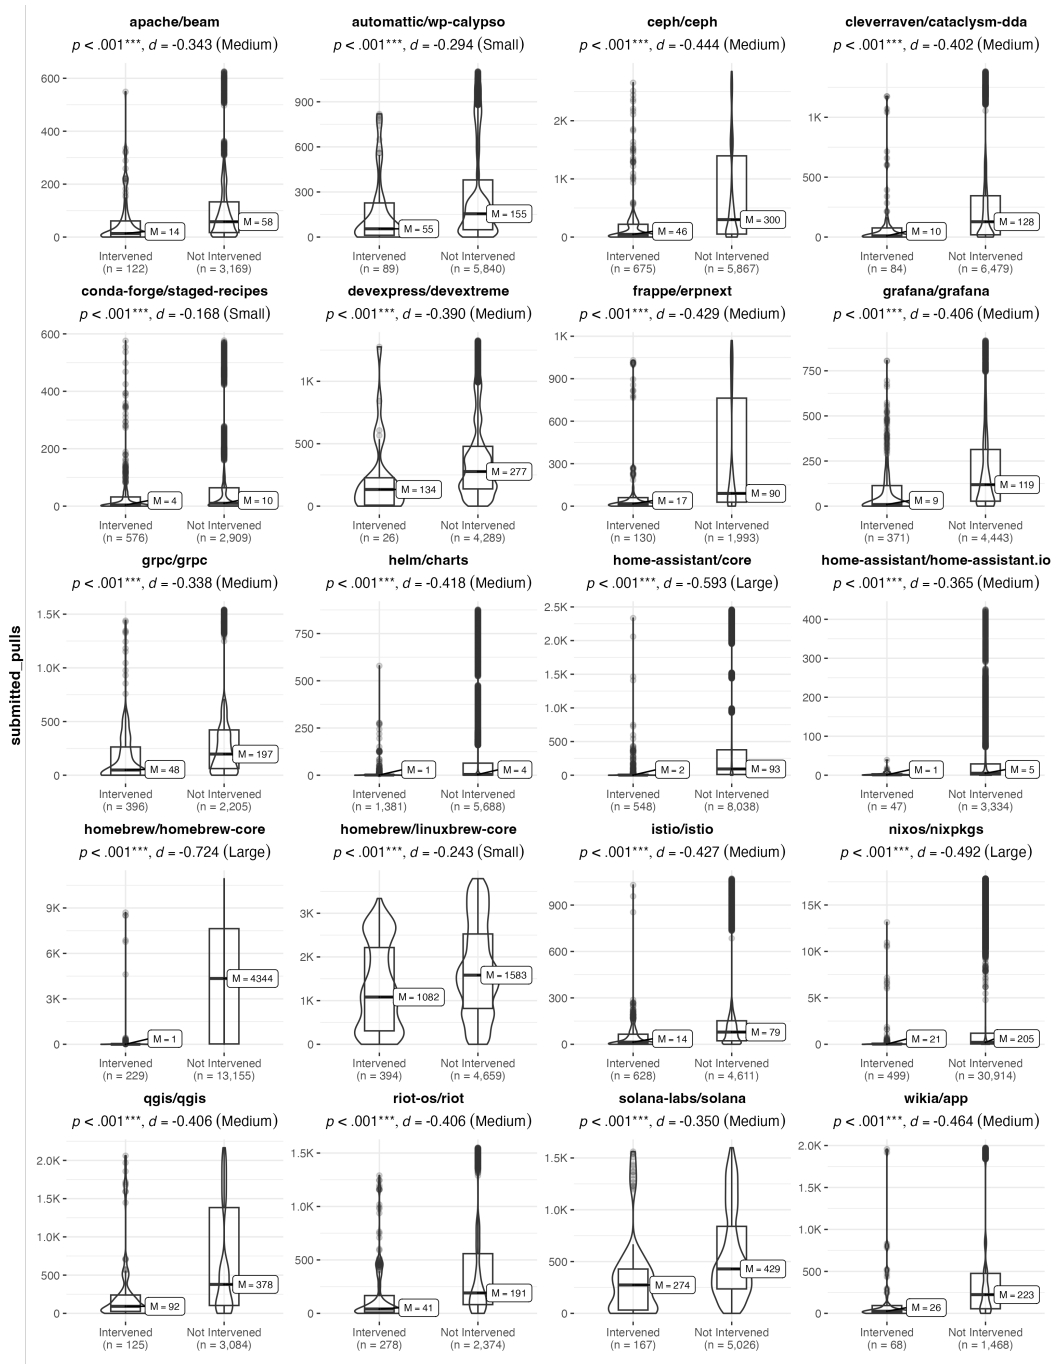 apache/beam
p < .001***, d = -0.343 (Medium)
600
400
200
0
M = 14
M = 58
Intervened
(n = 122)
Not Intervened
(n = 3,169)
automattic/wp-calypso
p < .001***, d = -0.294 (Small)
900
600
300
0
M = 55
M = 155
Intervened
(n = 89)
Not Intervened
(n = 5,840)
ceph/ceph
p < .001***, d = -0.444 (Medium)
2K
1K
0
M = 46
M = 300
Intervened
(n = 675)
Not Intervened
(n = 5,867)
cleverraven/cataclysm-dda
p < .001***, d = -0.402 (Medium)
1K
500
0
M = 10
M = 128
Intervened
(n = 84)
Not Intervened
(n = 6,479)
conda-forge/staged-recipes
p < .001***, d = -0.168 (Small)
600
400
200
0
M = 4
M = 10
Intervened
(n = 576)
Not Intervened
(n = 2,909)
devexpress/devextreme
p < .001***, d = -0.390 (Medium)
1K
500
0
M = 134
M = 277
Intervened
(n = 26)
Not Intervened
(n = 4,289)
frappe/erpnext
p < .001***, d = -0.429 (Medium)
1K
900
600
300
0
M = 17
M = 90
Intervened
(n = 130)
Not Intervened
(n = 1,993)
grafana/grafana
p < .001***, d = -0.406 (Medium)
750
500
250
0
M = 9
M = 119
Intervened
(n = 371)
Not Intervened
(n = 4,443)
submitted_pulls
grpc/grpc
p < .001***, d = -0.338 (Medium)
1.5K
1.0K
500
0
M = 48
M = 197
Intervened
(n = 396)
Not Intervened
(n = 2,205)
helm/charts
p < .001***, d = -0.418 (Medium)
750
500
250
0
M = 1
M = 4
Intervened
(n = 1,381)
Not Intervened
(n = 5,688)
home-assistant/core
p < .001***, d = -0.593 (Large)
2.5K
2.0K
1.5K
1.0K
500
0
M = 2
M = 93
Intervened
(n = 548)
Not Intervened
(n = 8,038)
home-assistant/home-assistant.io
p < .001***, d = -0.365 (Medium)
400
300
200
100
0
M = 1
M = 5
Intervened
(n = 47)
Not Intervened
(n = 3,334)
homebrew/homebrew-core
p < .001***, d = -0.724 (Large)
9K
6K
3K
0
M = 1
M = 4344
Intervened
(n = 229)
Not Intervened
(n = 13,155)
homebrew/linuxbrew-core
p < .001***, d = -0.243 (Small)
3K
2K
1K
0
M = 1082
M = 1583
Intervened
(n = 394)
Not Intervened
(n = 4,659)
istio/istio
p < .001***, d = -0.427 (Medium)
900
600
300
0
M = 14
M = 79
Intervened
(n = 628)
Not Intervened
(n = 4,611)
nixos/nixpkgs
p < .001***, d = -0.492 (Large)
15K
10K
5K
0
M = 21
M = 205
Intervened
(n = 499)
Not Intervened
(n = 30,914)
qgis/qgis
p < .001***, d = -0.406 (Medium)
2.0K
1.5K
1.0K
500
0
M = 92
M = 378
Intervened
(n = 125)
Not Intervened
(n = 3,084)
riot-os/riot
p < .001***, d = -0.406 (Medium)
1.5K
1.0K
500
0
M = 41
M = 191
Intervened
(n = 278)
Not Intervened
(n = 2,374)
solana-labs/solana
p < .001***, d = -0.350 (Medium)
1.5K
1.0K
500
0
M = 274
M = 429
Intervened
(n = 167)
Not Intervened
(n = 5,026)
wikia/app
p < .001***, d = -0.464 (Medium)
2.0K
1.5K
1.0K
500
0
M = 26
M = 223
Intervened
(n = 68)
Not Intervened
(n = 1,468)